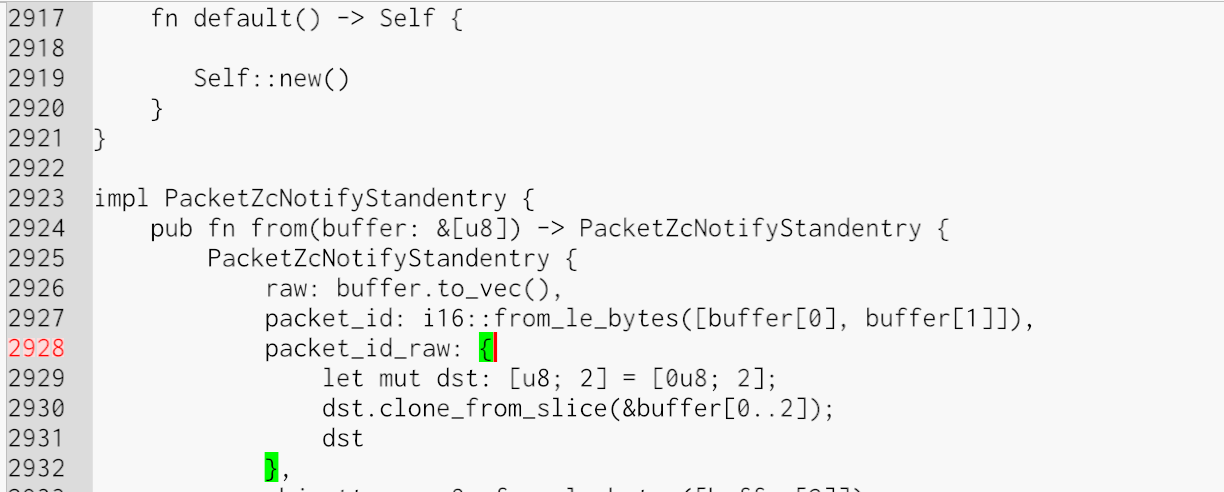 2917 fn default() -> Self {
2918
2919 Self::new()
2920 }
2921 }
2922
2923 impl PacketZcNotifyStandentry {
2924 pub fn from(buffer: &[u8]) -> PacketZcNotifyStandentry {
2925 PacketZcNotifyStandentry {
2926 raw: buffer.to_vec(),
2927 packet_id: i16::from_le_bytes([buffer[0], buffer[1]]),
2928 packet_id_raw: {
2929 let mut dst: [u8; 2] = [0u8; 2];
2930 dst.clone_from_slice(&buffer[0..2]);
2931 dst
2932 },